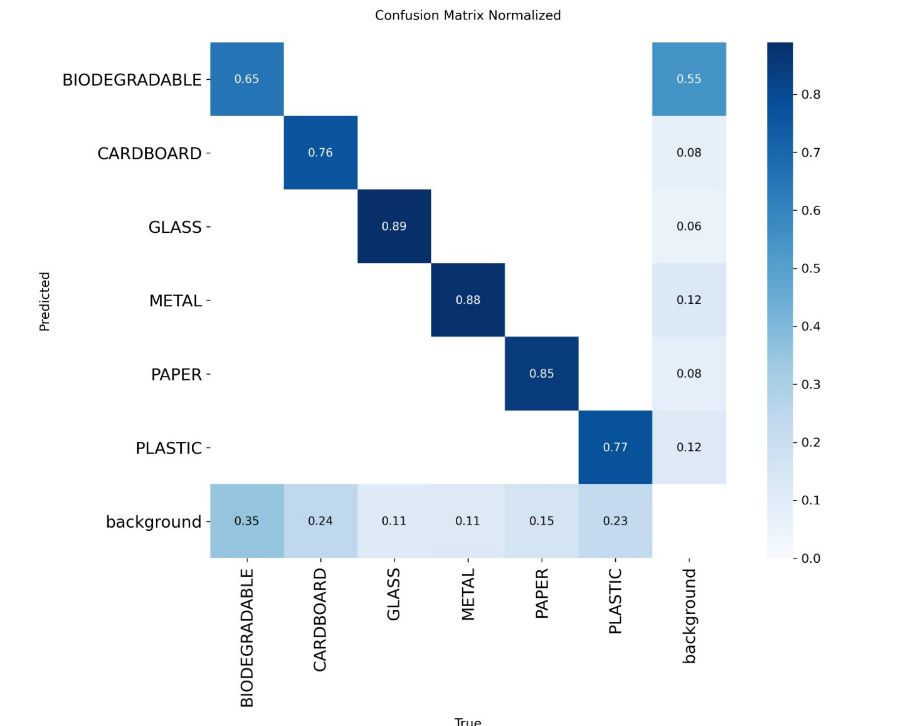 Confusion Matrix Normalized
BIODEGRADABLE 0.65 0.55
CARDBOARD 0.76 0.08
GLASS 0.89 0.06
METAL 0.88 0.12
PAPER 0.85 0.08
PLASTIC 0.77 0.12
background 0.35 0.24 0.11 0.11 0.15 0.23
Predicted
BIODEGRADABLE
CARDBOARD
GLASS
METAL
PAPER
PLASTIC
background
True
0.8
0.7
0.6
0.5
0.4
0.3
0.2
0.1
0.0